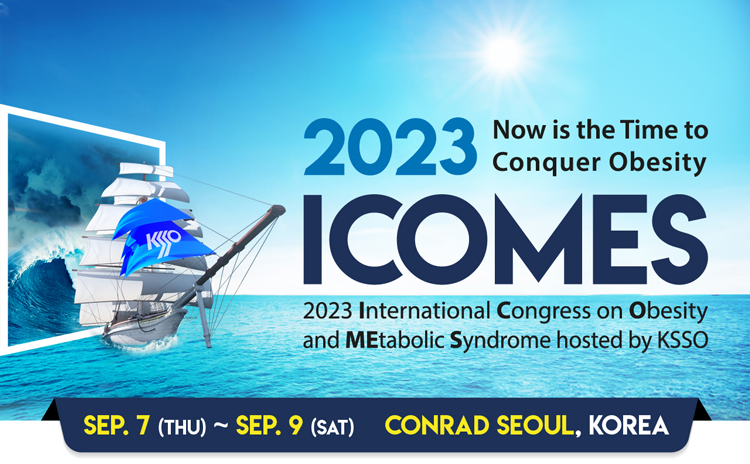 2023 Now is the Time to
Conquer Obesity
KSSO
ICOMES
2023 International Congress on Obesity
and MEtabolic Syndrome hosted by KSSO
SEP. 7 (THU) ~ SEP. 9 (SAT) CONRAD SEOUL, KOREA